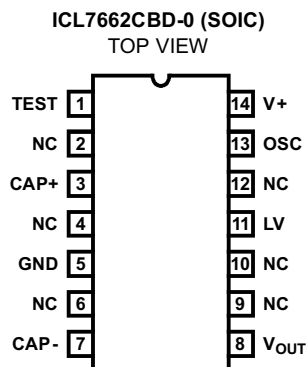 ICL7662CBD-0 (SOIC)
TOP VIEW
TEST 1 14 V+
NC 2 13 OSC
CAP+ 3 12 NC
NC 4 11 LV
GND 5 10 NC
NC 6 9 NC
CAP- 7 8 VOUT